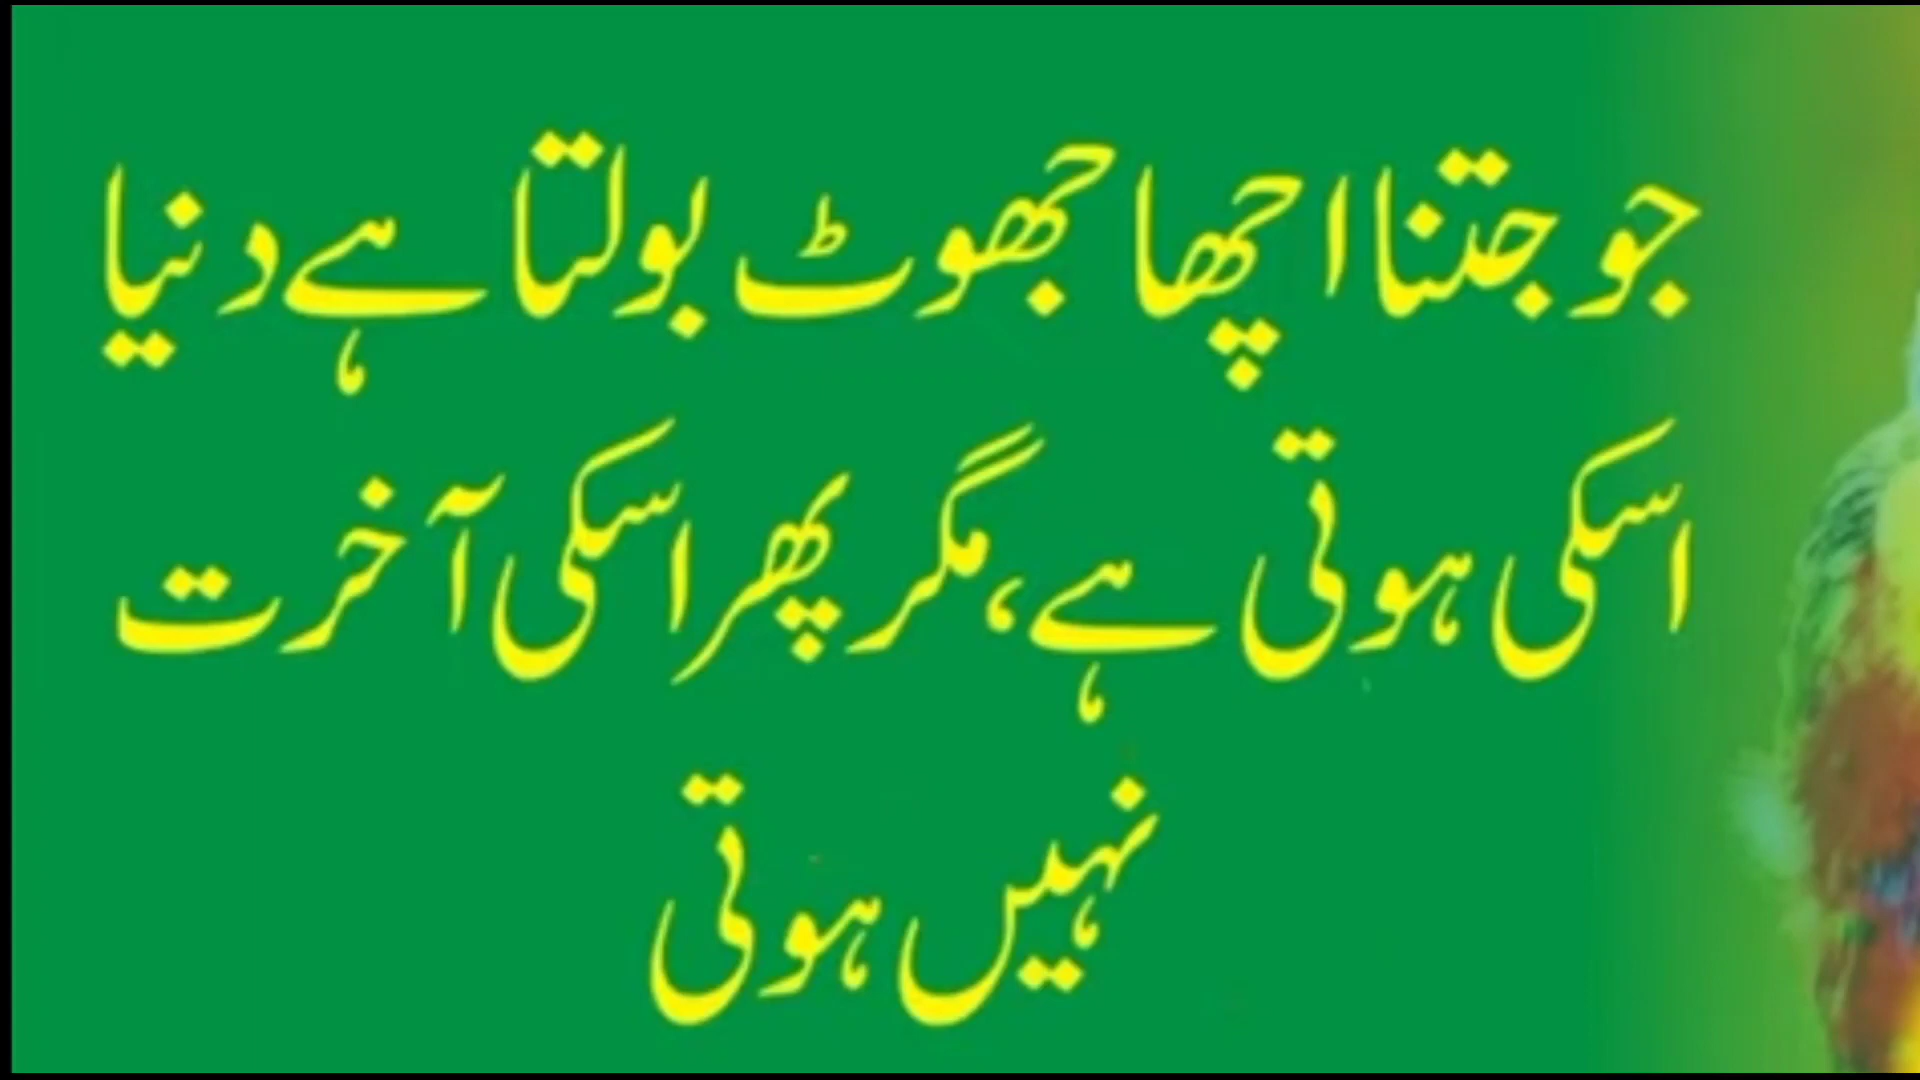 جو جتنا اچھا جھوٹ بولتا ہے دنیا
اسکی ہوتی ہے، مگر پھر اسکی آخرت
نہیں ہوتی